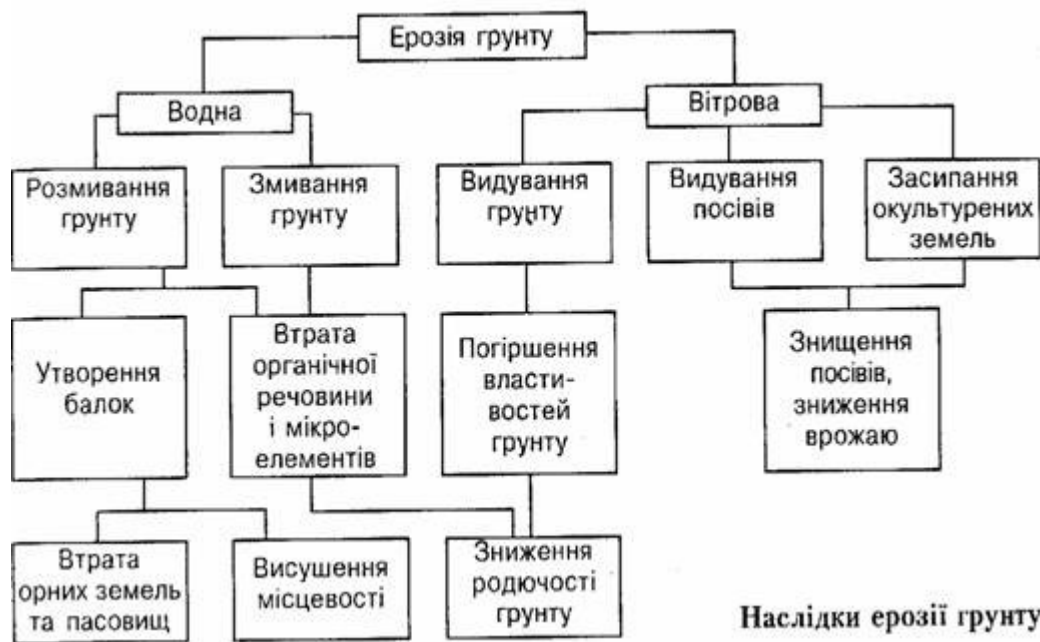 Ерозія грунту
Водна
Вітрова
Розмивання
грунту
Змивання
грунту
Видування
грунту
Видування
посівів
Засипання
окультурених
земель
Утворення
балок
Втрата
органічної
речовини
і мікро-
елементів
Погіршення
власти-
востей
грунту
Знищення
посівів,
зниження
врожаю
Втрата
орних земель
та пасовищ
Висушення
місцевості
Зниження
родючості
грунту
Наслідки ерозії грунту